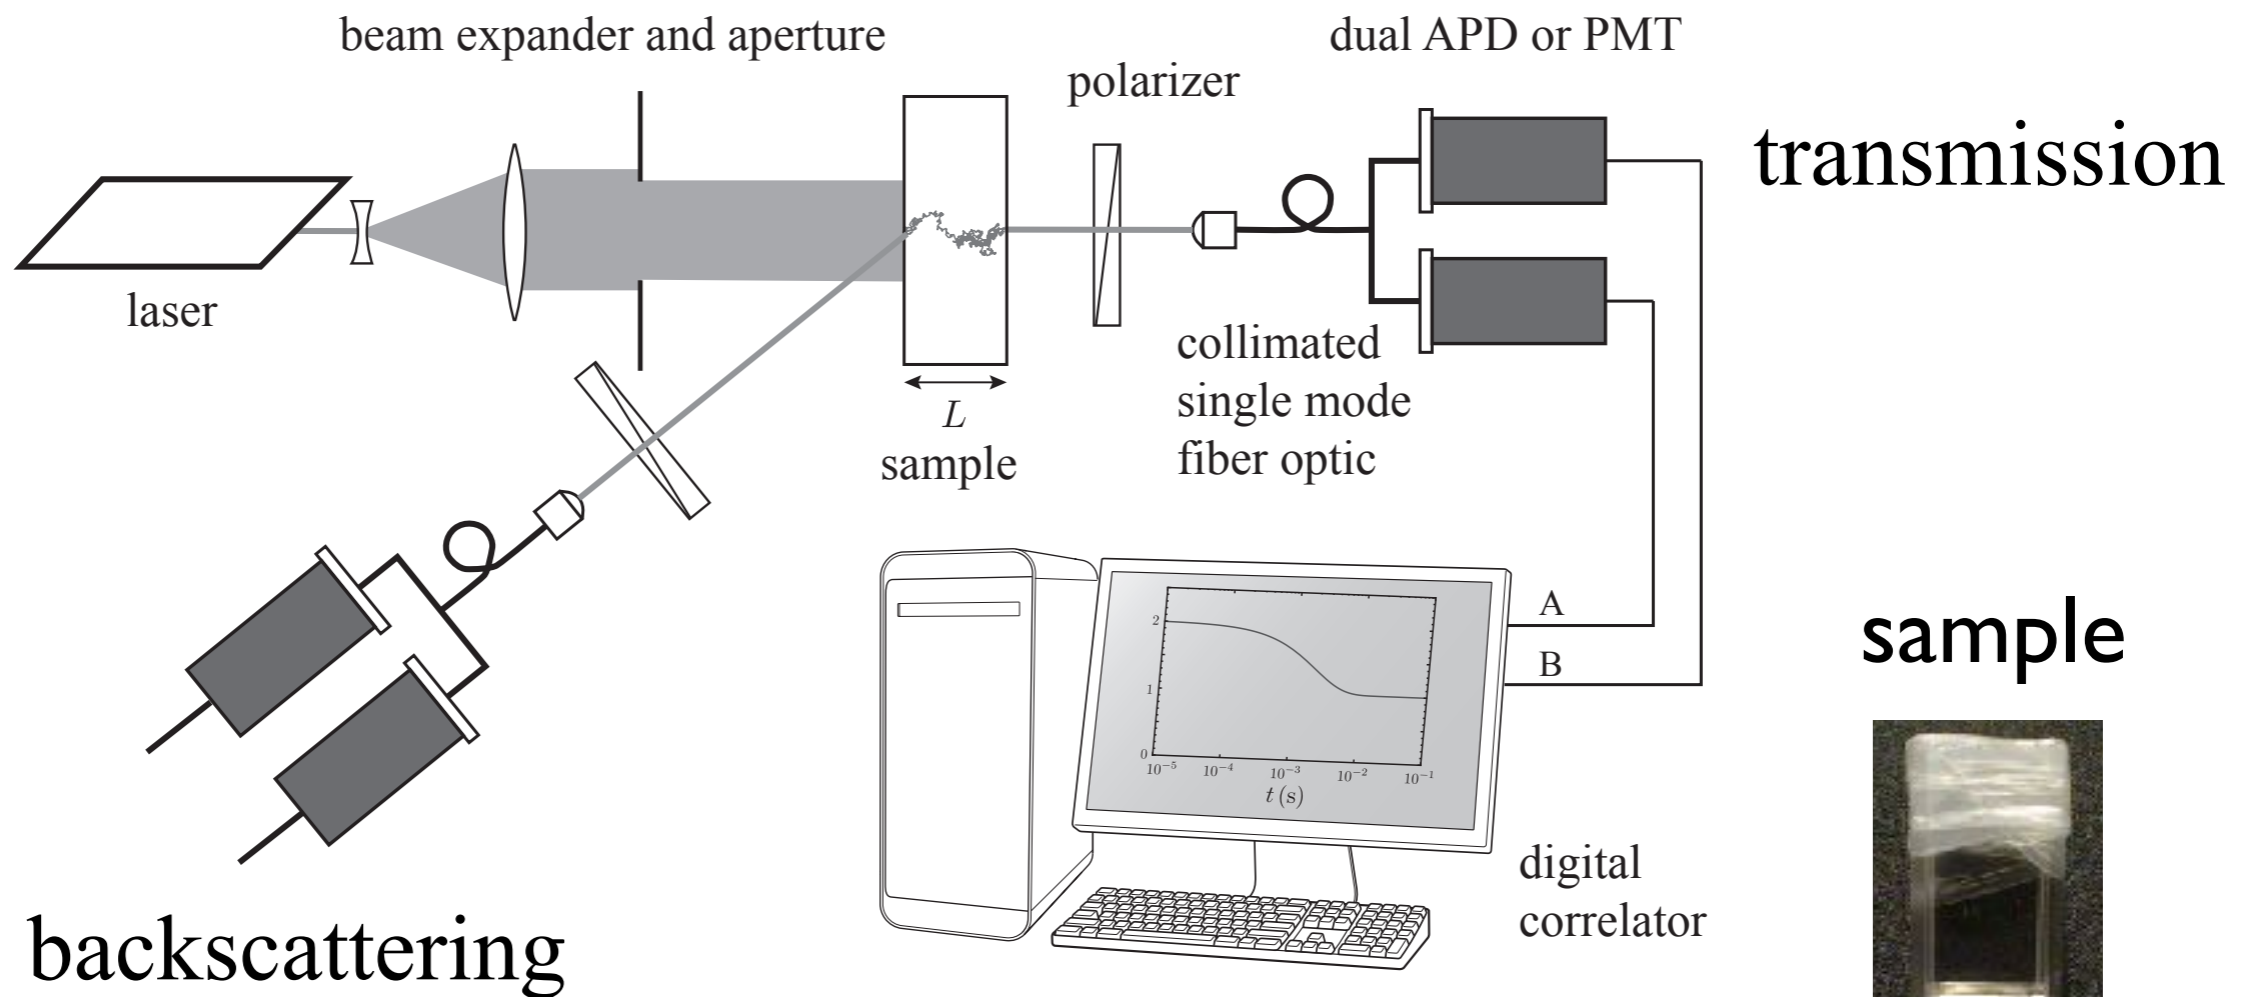 beam expander and aperture
dual APD or PMT
polarizer
transmission
laser
collimated
single mode
fiber optic
L
sample
A
B
sample
2
1
0
10⁻⁵
10⁻⁴
10⁻³
10⁻²
10⁻¹
t (s)
digital
correlator
backscattering